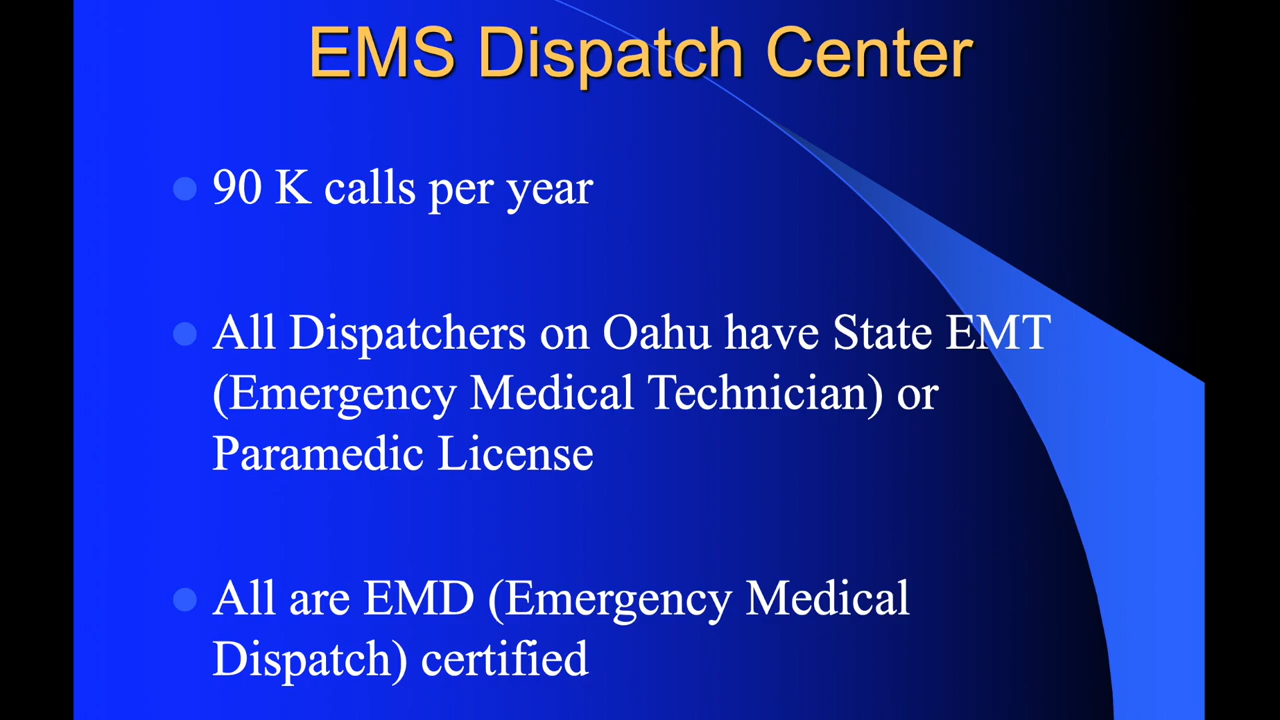 EMS Dispatch Center
90 K calls per year
All Dispatchers on Oahu have State EMT
(Emergency Medical Technician) or
Paramedic License
All are EMD (Emergency Medical
Dispatch) certified